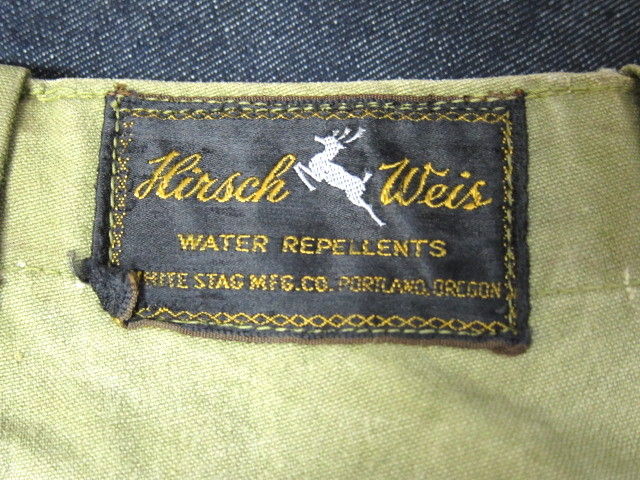 Hirsch Weis
WATER REPELLENTS
HITE STAG MFG. CO. PORTLAND, OREGON